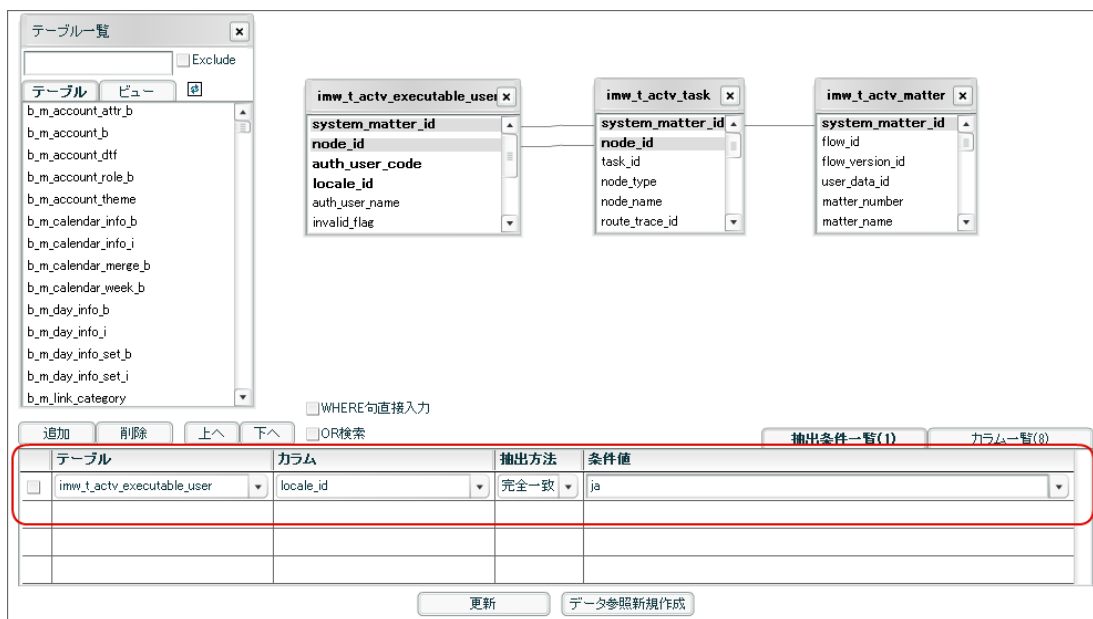 テーブル一覧
Exclude
テーブル ビュー
b_m_account_attr_b
b_m_account_b
b_m_account_dtf
b_m_account_role_b
b_m_account_theme
b_m_calendar_info_b
b_m_calendar_info_i
b_m_calendar_merge_b
b_m_calendar_week_b
b_m_day_info_b
b_m_day_info_i
b_m_day_info_set_b
b_m_day_info_set_i
b_m_link_category
imw_t_actv_executable_user
system_matter_id
node_id
auth_user_code
locale_id
auth_user_name
invalid_flag
imw_t_actv_task
system_matter_id
node_id
task_id
node_type
node_name
route_trace_id
imw_t_actv_matter
system_matter_id
flow_id
flow_version_id
user_data_id
matter_number
matter_name
WHERE句直接入力
追加 削除 上へ 下へ OR検索 抽出条件一覧(1) カラム一覧(8)
テーブル カラム 抽出方法 条件値
imw_t_actv_executable_user locale_id 完全一致 ja
更新 データ参照新規作成